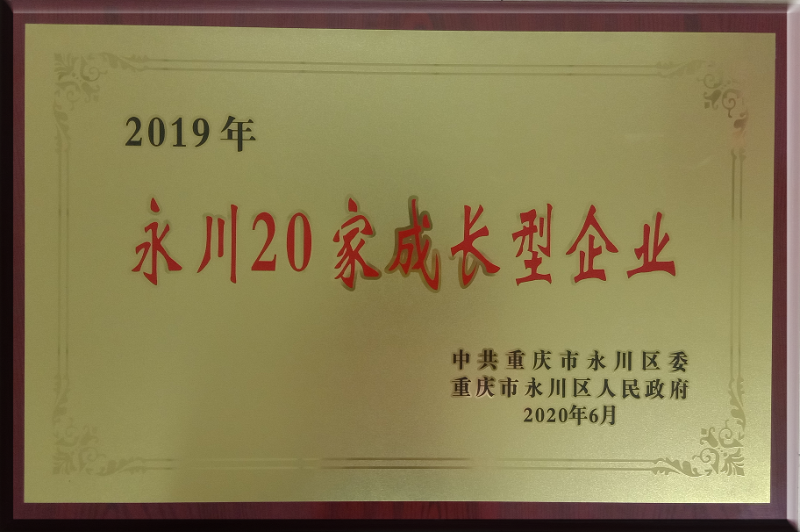 2019年
永川20家成长型企业
中共重庆市永川区委
重庆市永川区人民政府
2020年6月